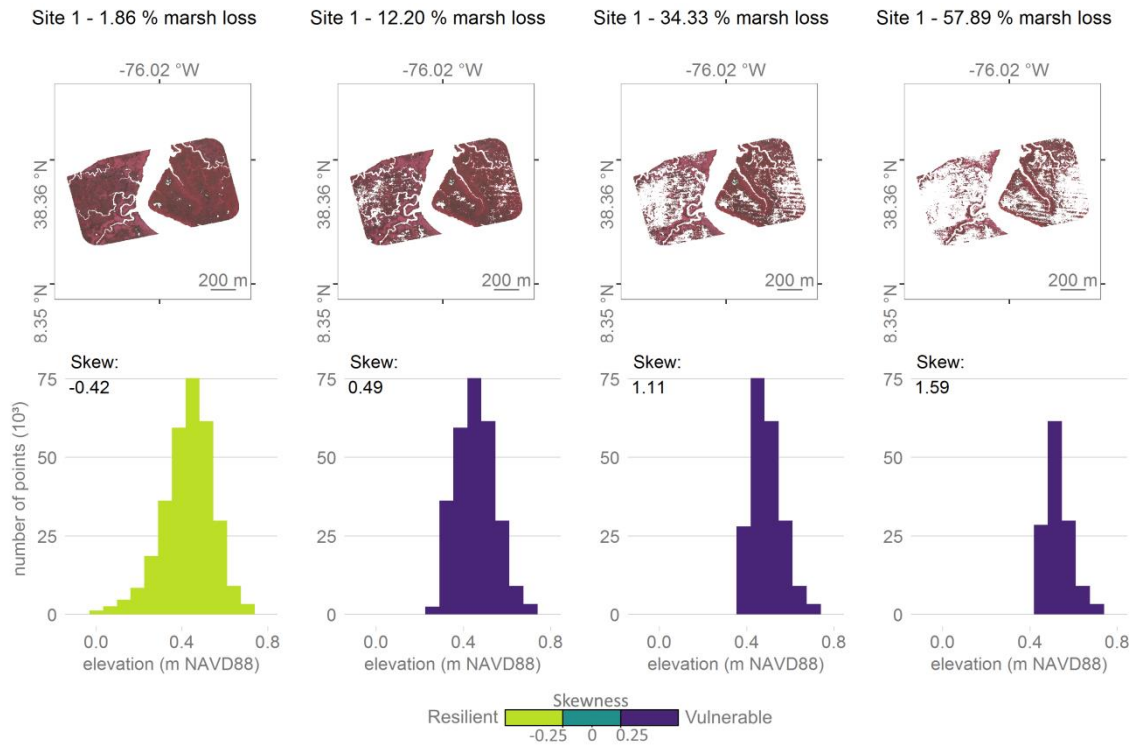 Site 1 - 1.86 % marsh loss
Site 1 - 12.20 % marsh loss
Site 1 - 34.33 % marsh loss
Site 1 - 57.89 % marsh loss
-76.02 °W
-76.02 °W
-76.02 °W
-76.02 °W
38.36 °N
38.36 °N
38.36 °N
38.36 °N
200 m
200 m
200 m
200 m
8.35 °N
8.35 °N
8.35 °N
8.35 °N
Skew:
-0.42
Skew:
0.49
Skew:
1.11
Skew:
1.59
number of points (10³)
75
50
25
0
75
50
25
0
75
50
25
0
75
50
25
0
0.0 0.4 0.8
0.0 0.4 0.8
0.0 0.4 0.8
0.0 0.4 0.8
elevation (m NAVD88)
elevation (m NAVD88)
elevation (m NAVD88)
elevation (m NAVD88)
Skewness
Resilient
Vulnerable
-0.25 0 0.25